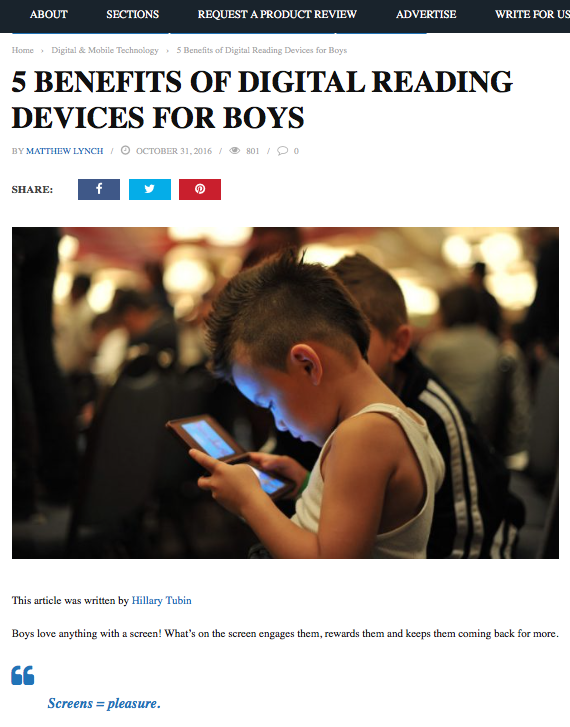 ABOUT SECTIONS REQUEST A PRODUCT REVIEW ADVERTISE WRITE FOR US
Home › Digital & Mobile Technology › 5 Benefits of Digital Reading Devices for Boys
5 BENEFITS OF DIGITAL READING
DEVICES FOR BOYS
BY MATTHEW LYNCH / OCTOBER 31, 2016 / 801 / 0
SHARE:
This article was written by Hillary Tubin
Boys love anything with a screen! What's on the screen engages them, rewards them and keeps them coming back for more.
Screens = pleasure.